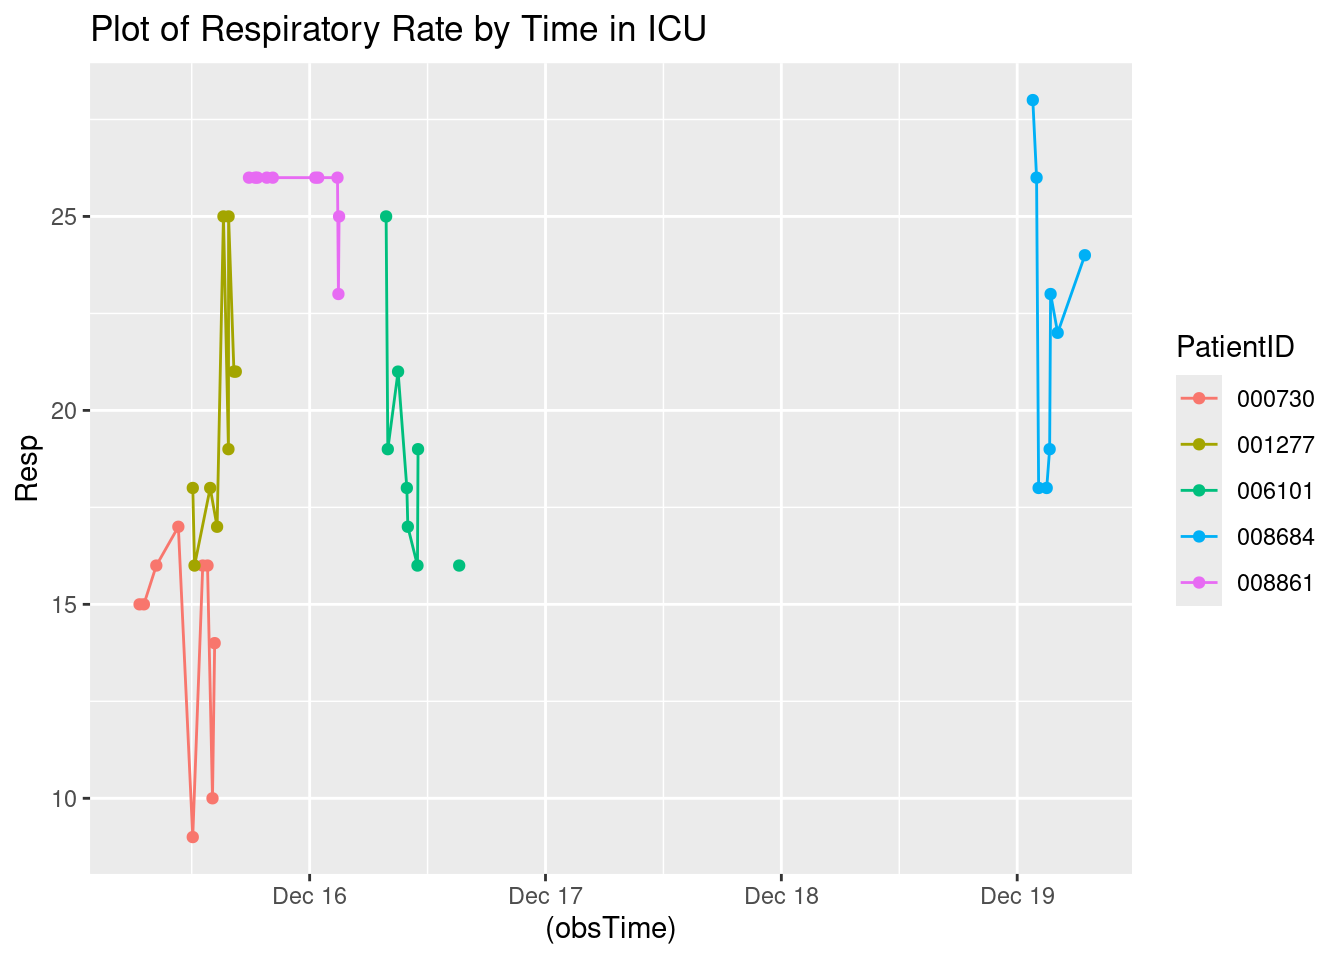 Plot of Respiratory Rate by Time in ICU
Resp
25
20
15
10
Dec 16 Dec 17 Dec 18 Dec 19
(obsTime)
PatientID
000730
001277
006101
008684
008861